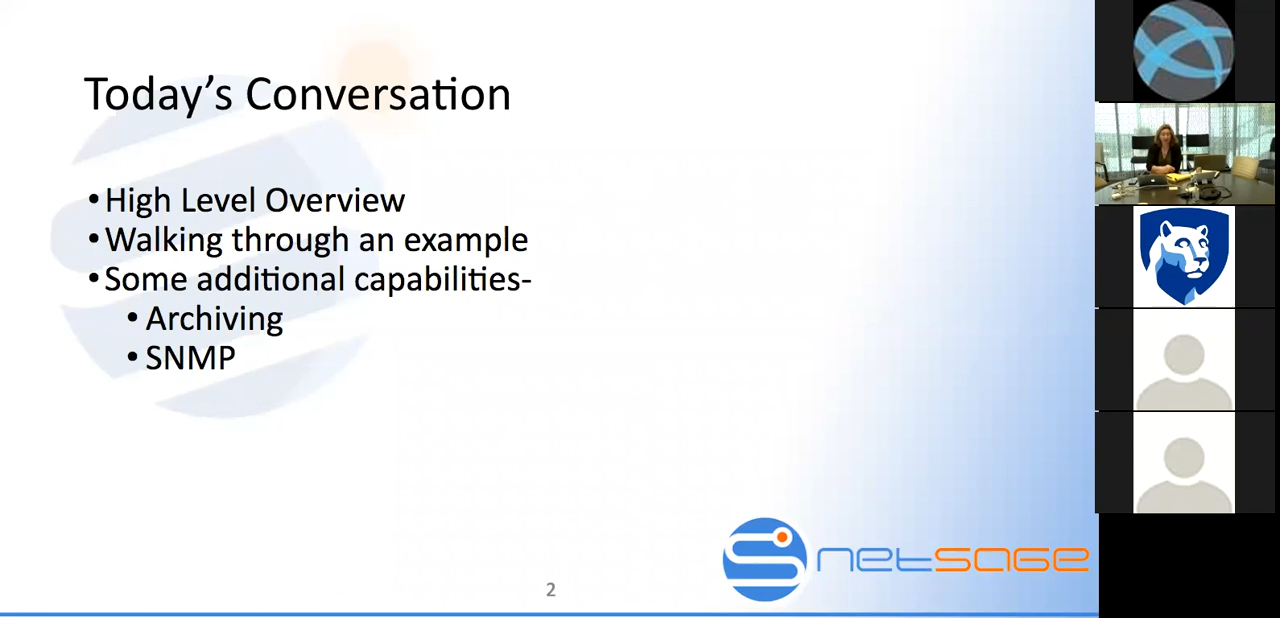 Today's Conversation
•High Level Overview
•Walking through an example
•Some additional capabilities-
• Archiving
• SNMP
netsage
2